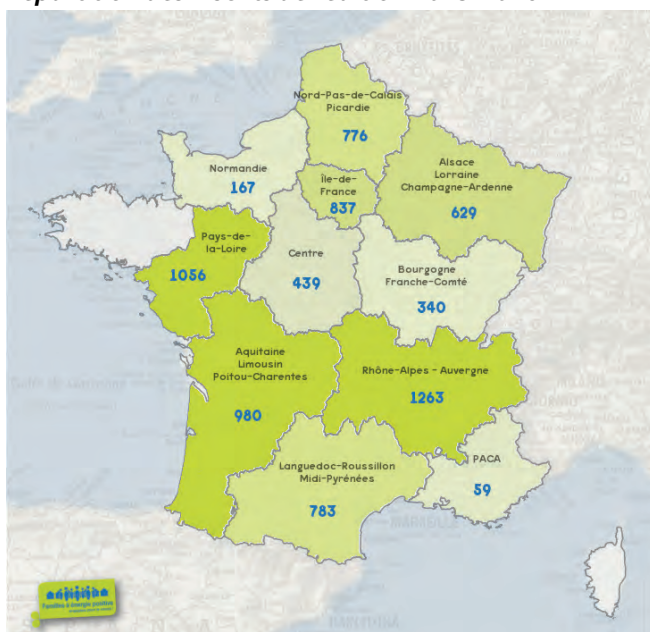 Nord-Pas-de-Calais
Picardie
776
Normandie
167
Île-de-
France
837
Alsace
Lorraine
Champagne-Ardenne
629
Pays-de-
la-Loire
1056
Centre
439
Bourgogne
Franche-Comté
340
Aquitaine
Limousin
Poitou-Charentes
980
Rhône-Alpes - Auvergne
1263
Languedoc-Roussillon
Midi-Pyrénées
783
PACA
59
Familles à énergie positive